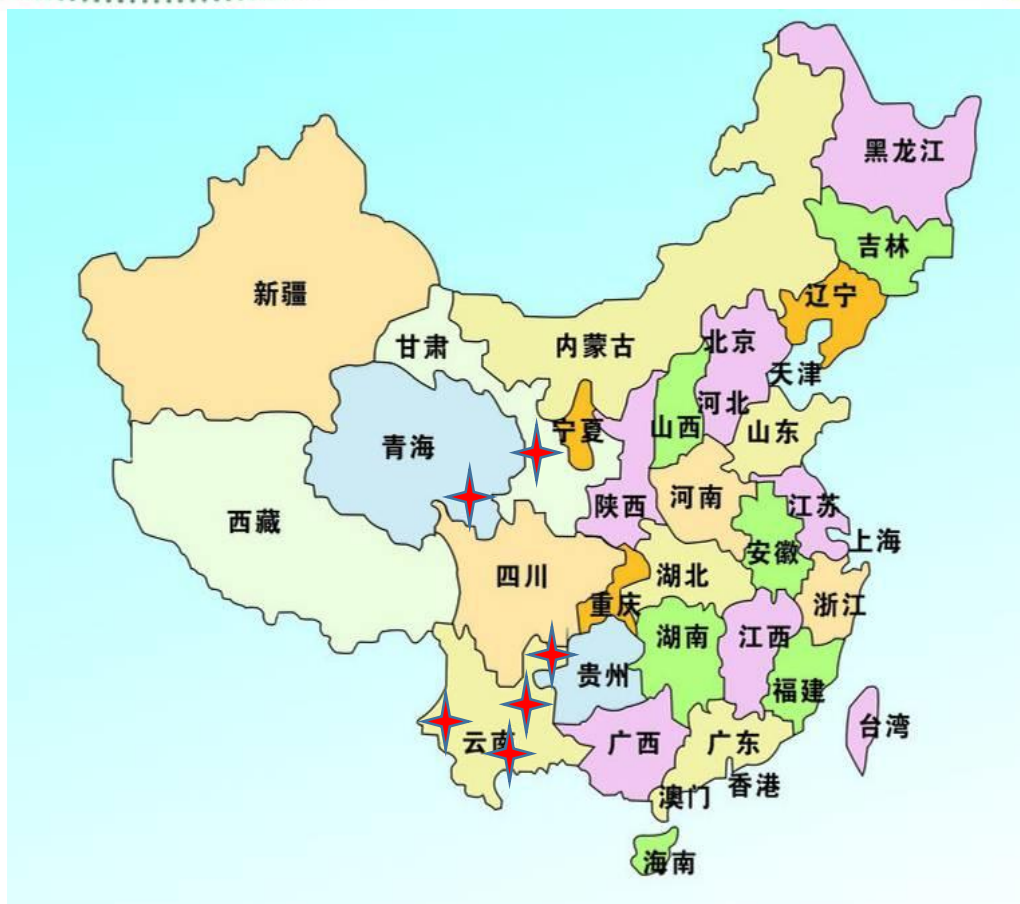 黑龙江
吉林
辽宁
新疆
甘肃
内蒙古
北京
天津
河北
山西
山东
宁夏
青海
西藏
陕西
河南
江苏
上海
安徽
四川
湖北
重庆
浙江
湖南
江西
贵州
福建
云南
广西
广东
台湾
香港
澳门
海南